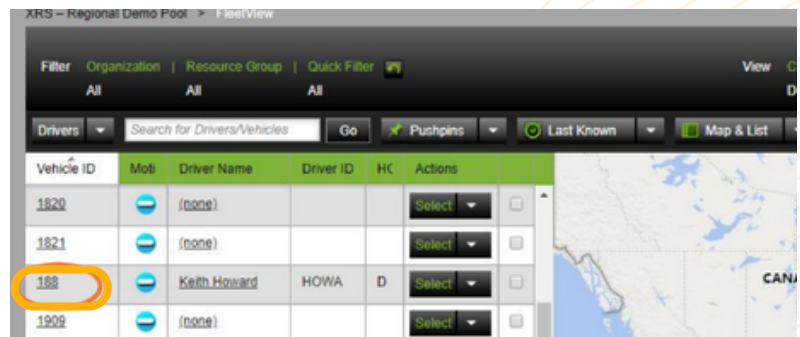 XRS – Regional Demo Pool > FleetView
Filter Organization | Resource Group | Quick Filter View
All All All
Drivers Search for Drivers/Vehicles Go Pushpins Last Known Map & List
Vehicle ID Moti Driver Name Driver ID HC Actions
1820 (none) Select
1821 (none) Select
188 Keith Howard HOWA D Select CANA
1909 (none) Select